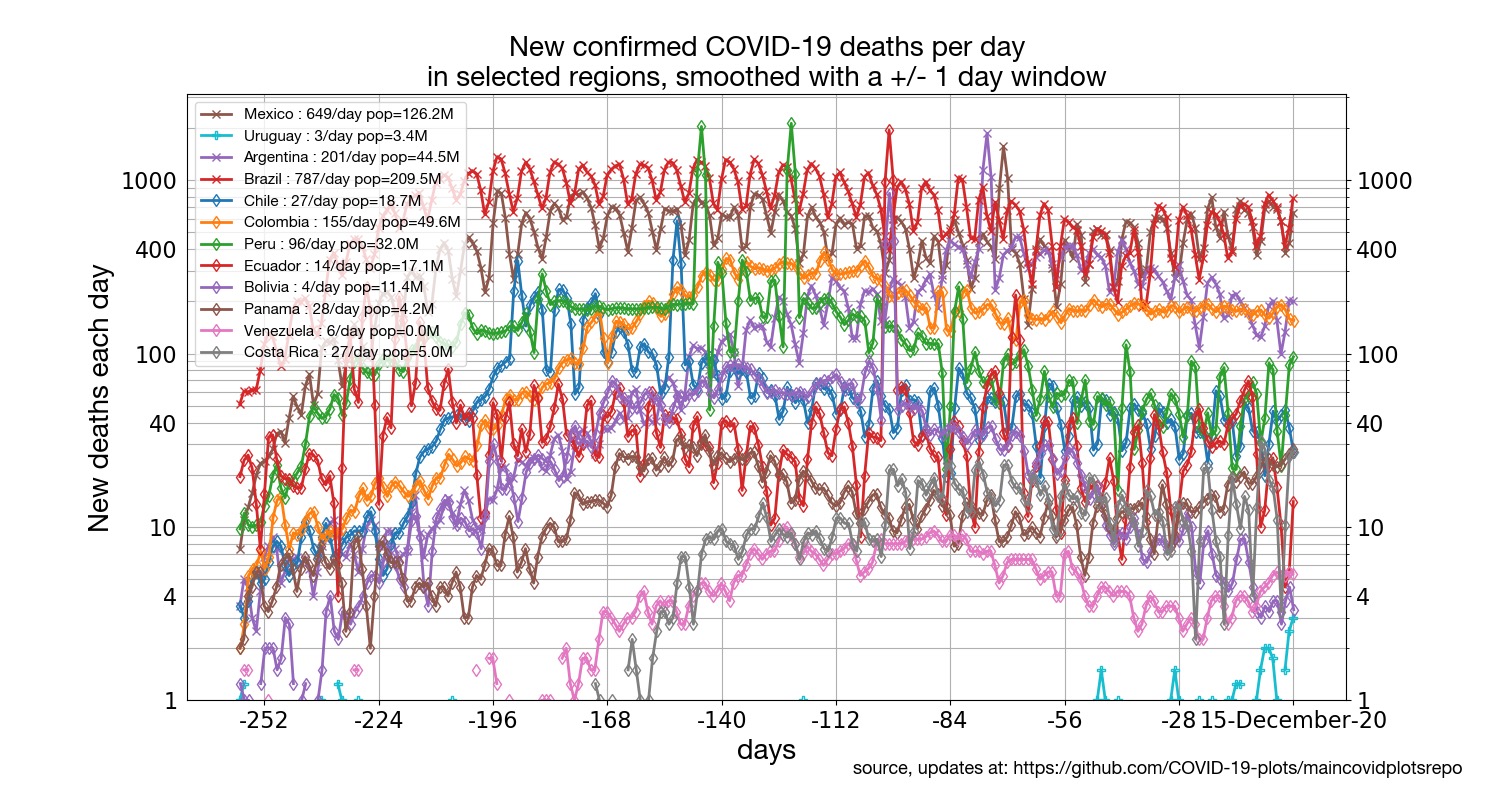 New confirmed COVID-19 deaths per day
in selected regions, smoothed with a +/- 1 day window
Mexico : 649/day pop=126.2M
Uruguay : 3/day pop=3.4M
Argentina : 201/day pop=44.5M
Brazil : 787/day pop=209.5M
Chile : 27/day pop=18.7M
Colombia : 155/day pop=49.6M
Peru : 96/day pop=32.0M
Ecuador : 14/day pop=17.1M
Bolivia : 4/day pop=11.4M
Panama : 28/day pop=4.2M
Venezuela : 6/day pop=0.0M
Costa Rica : 27/day pop=5.0M
New deaths each day
1000
400
100
40
10
4
1
1000
400
100
40
10
4
1
-252 -224 -196 -168 -140 -112 -84 -56 -28 15-December-20
days
source, updates at: https://github.com/COVID-19-plots/maincovidplotsrepo